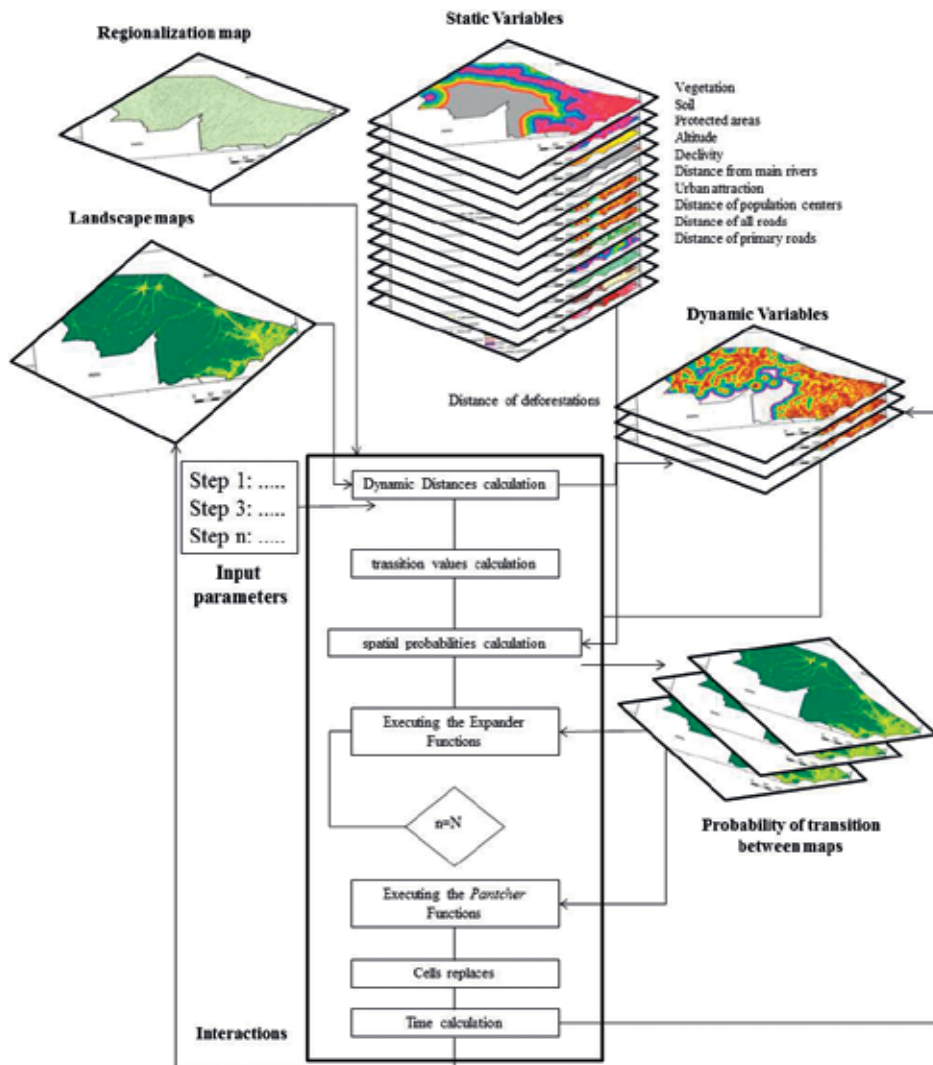 Static Variables
Regionalization map
Vegetation
Soil
Protected areas
Altitude
Declivity
Distance from main rivers
Urban attraction
Distance of population centers
Distance of all roads
Distance of primary roads
Landscape maps
Dynamic Variables
Distance of deforestations
Step 1: .....
Step 3: .....
Step n: .....
Input
parameters
Dynamic Distances calculation
transition values calculation
spatial probabilities calculation
Executing the Expander
Functions
n=N
Probability of transition
between maps
Executing the Pantcher
Functions
Cells replaces
Time calculation
Interactions